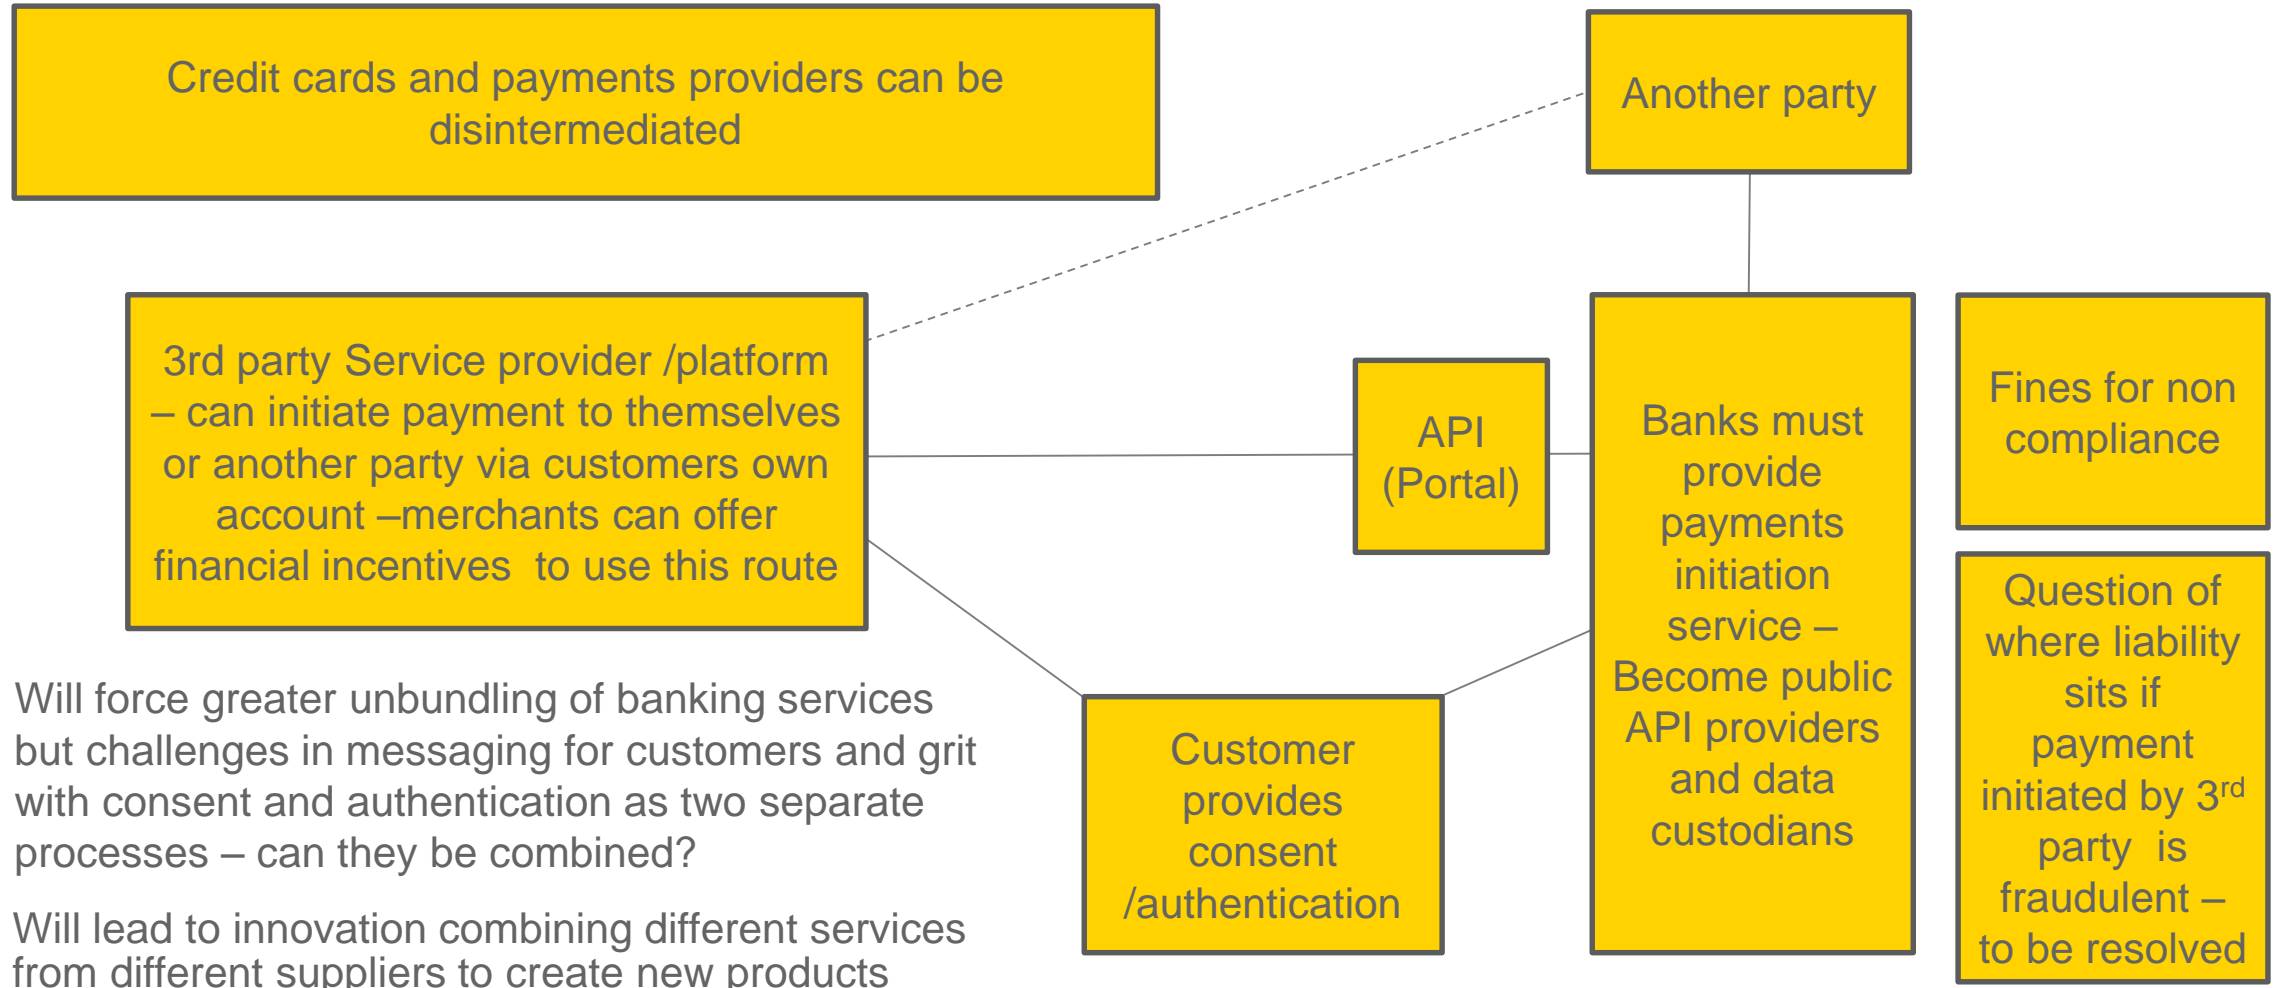 Credit cards and payments providers can be
disintermediated
Another party
3rd party Service provider /platform
– can initiate payment to themselves
or another party via customers own
account –merchants can offer
financial incentives  to use this route
API
(Portal)
Banks must
provide
payments
initiation
service –
Become public
API providers
and data
custodians
Fines for non
compliance
Question of
where liability
sits if
payment
initiated by 3rd
party  is
fraudulent –
to be resolved
Customer
provides
consent
/authentication
Will force greater unbundling of banking services
but challenges in messaging for customers and grit
with consent and authentication as two separate
processes – can they be combined?
Will lead to innovation combining different services
from different suppliers to create new products